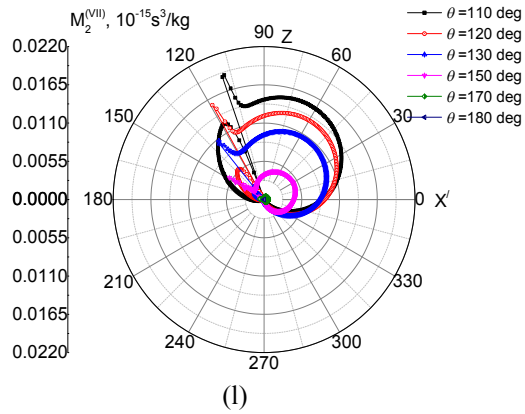 M₂⁽ⱽᴵᴵ⁾, 10⁻¹⁵s³/kg
0.0220
0.0165
0.0110
0.0055
0.0000
0.0055
0.0110
0.0165
0.0220
90 Z
120
60
150
30
180
0 X/
210
330
240
300
270
θ=110 deg
θ=120 deg
θ=130 deg
θ=150 deg
θ=170 deg
θ=180 deg
(l)